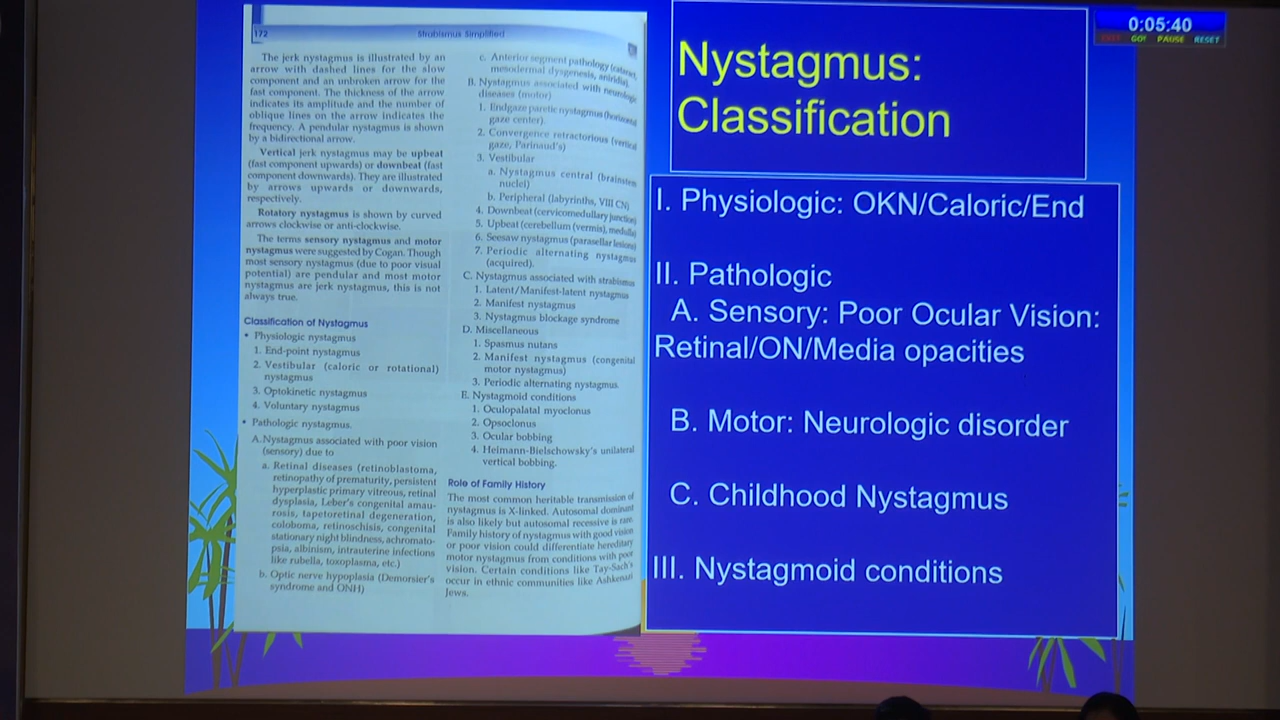 172
Strabismus Simplified
The jerk nystagmus is illustrated by an
arrow with dashed lines for the slow
component and an unbroken arrow for the
fast component. The thickness of the arrow
indicates its amplitude and the number of
oblique lines on the arrow indicates the
frequency. A pendular nystagmus is shown
by a bidirectional arrow.
Vertical jerk nystagmus may be upbeat
(fast component upwards) or downbeat (fast
component downwards). They are illustrated
by arrows upwards or downwards,
respectively.
Rotatory nystagmus is shown by curved
arrows clockwise or anti-clockwise.
The terms sensory nystagmus and motor
nystagmus were suggested by Cogan. Though
most sensory nystagmus (due to poor visual
potential) are pendular and most motor
nystagmus are jerk nystagmus, this is not
always true.
Classification of Nystagmus
• Physiologic nystagmus
1. End-point nystagmus
2. Vestibular (caloric or rotational)
nystagmus
3. Optokinetic nystagmus
4. Voluntary nystagmus
• Pathologic nystagmus.
A. Nystagmus associated with poor vision
(sensory) due to
a. Retinal diseases (retinoblastoma,
retinopathy of prematurity, persistent
hyperplastic primary vitreous, retinal
dysplasia, Leber's congenital amau-
rosis, tapetoretinal degeneration,
coloboma, retinoschisis, congenital
stationary night blindness, achromato-
psia, albinism, intrauterine infections
like rubella, toxoplasma, etc.)
b. Optic nerve hypoplasia (Demorsier's
syndrome and ONH)
c. Anterior segment pathology (cataract,
mesodermal dysgenesis, aniridia).
B. Nystagmus associated with neurologic
diseases (motor)
1. Endgaze paretic nystagmus (horizontal
gaze center).
2. Convergence retractorious (vertical
gaze, Parinaud's)
3. Vestibular
a. Nystagmus central (brainstem
nuclei)
b. Peripheral (labyrinths, VIII CN)
4. Downbeat (cervicomedullary junction)
5. Upbeat (cerebellum (vermis), medulla)
6. Seesaw nystagmus (parasellar lesions)
7. Periodic alternating nystagmus
(acquired).
C. Nystagmus associated with strabismus
1. Latent/Manifest-latent nystagmus
2. Manifest nystagmus
3. Nystagmus blockage syndrome
D. Miscellaneous
1. Spasmus nutans
2. Manifest nystagmus (congenital
motor nystagmus)
3. Periodic alternating nystagmus.
E. Nystagmoid conditions
1. Oculopalatal myoclonus
2. Opsoclonus
3. Ocular bobbing
4. Heimann-Bielschowsky's unilateral
vertical bobbing.
Role of Family History
The most common heritable transmission of
nystagmus is X-linked. Autosomal dominant
is also likely but autosomal recessive is rare.
Family history of nystagmus with good vision
or poor vision could differentiate hereditary
motor nystagmus from conditions with poor
vision. Certain conditions like Tay-Sach's
occur in ethnic communities like Ashkenazi
Jews.
Nystagmus:
Classification
I. Physiologic: OKN/Caloric/End
II. Pathologic
A. Sensory: Poor Ocular Vision:
Retinal/ON/Media opacities
B. Motor: Neurologic disorder
C. Childhood Nystagmus
III. Nystagmoid conditions
0:05:40
EXIT GO! PAUSE RESET